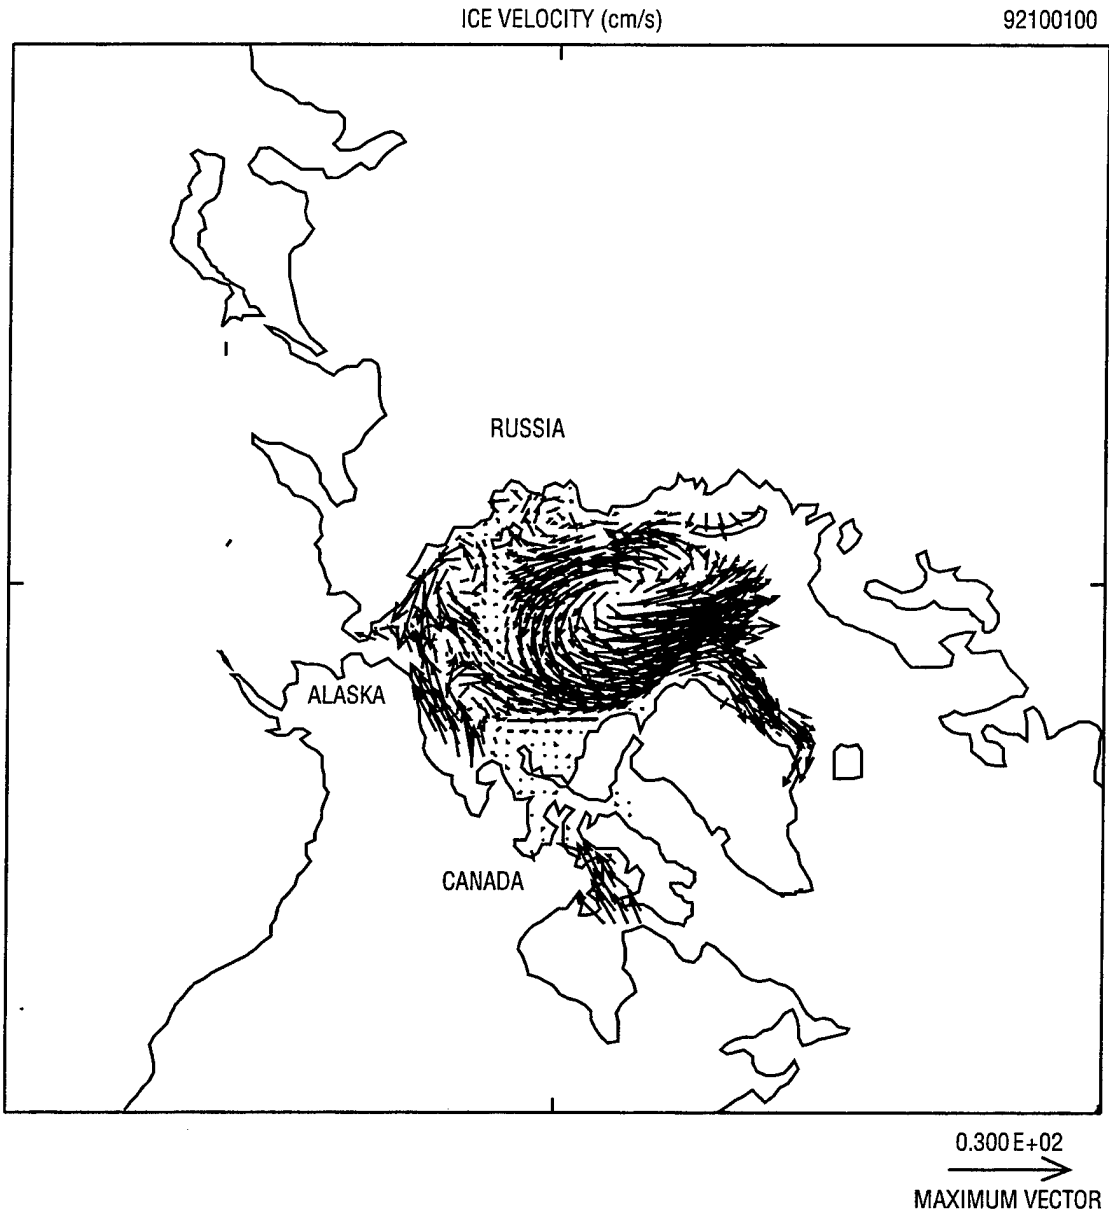 ICE VELOCITY (cm/s) 92100100
RUSSIA
ALASKA
CANADA
0.300 E+02
MAXIMUM VECTOR